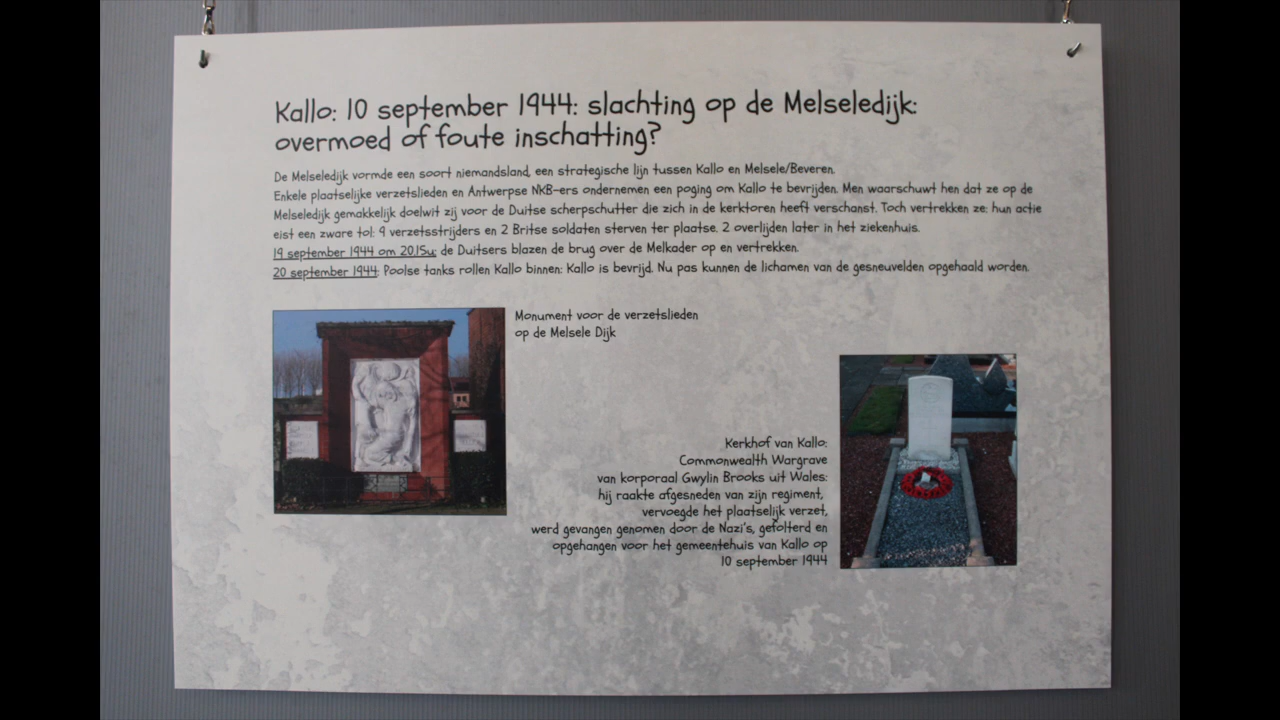 Kallo: 10 september 1944: slachting op de Melseledijk:
overmoed of foute inschatting?
De Melseledijk vormde een soort niemandsland, een strategische lijn tussen Kallo en Melsele/Beveren.
Enkele plaatselijke verzetslieden en Antwerpse NKB-ers ondernemen een poging om Kallo te bevrijden. Men waarschuwt hen dat ze op de
Melseledijk gemakkelijk doelwit zij voor de Duitse scherpschutter die zich in de kerktoren heeft verschanst. Toch vertrekken ze: hun actie
eist een zware tol: 9 verzetsstrijders en 2 Britse soldaten sterven ter plaatse. 2 overlijden later in het ziekenhuis.
19 september 1944 om 20.15u: de Duitsers blazen de brug over de Melkader op en vertrekken.
20 september 1944: Poolse tanks rollen Kallo binnen: Kallo is bevrijd. Nu pas kunnen de lichamen van de gesneuvelden opgehaald worden.
Monument voor de verzetslieden
op de Melsele Dijk
Kerkhof van Kallo:
Commonwealth Wargrave
van korporaal Gwylin Brooks uit Wales:
hij raakte afgesneden van zijn regiment,
vervoegde het plaatselijk verzet,
werd gevangen genomen door de Nazi's, gefolterd en
opgehangen voor het gemeentehuis van Kallo op
10 september 1944